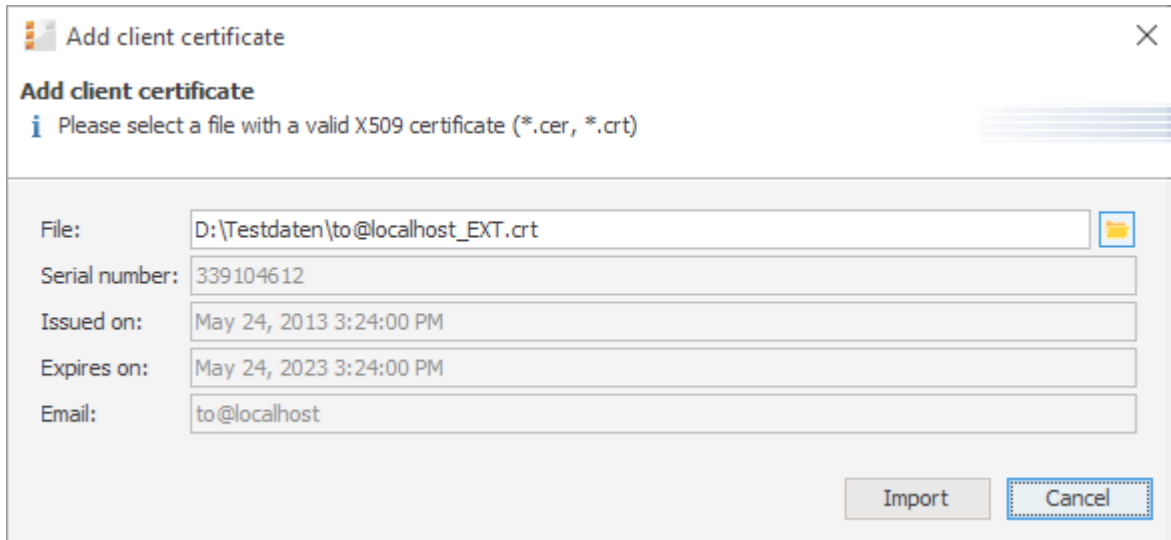 Add client certificate
Add client certificate
Please select a file with a valid X509 certificate (*.cer, *.crt)
File: D:\Testdaten\to@localhost_EXT.crt
Serial number: 339104612
Issued on: May 24, 2013 3:24:00 PM
Expires on: May 24, 2023 3:24:00 PM
Email: to@localhost
Import Cancel